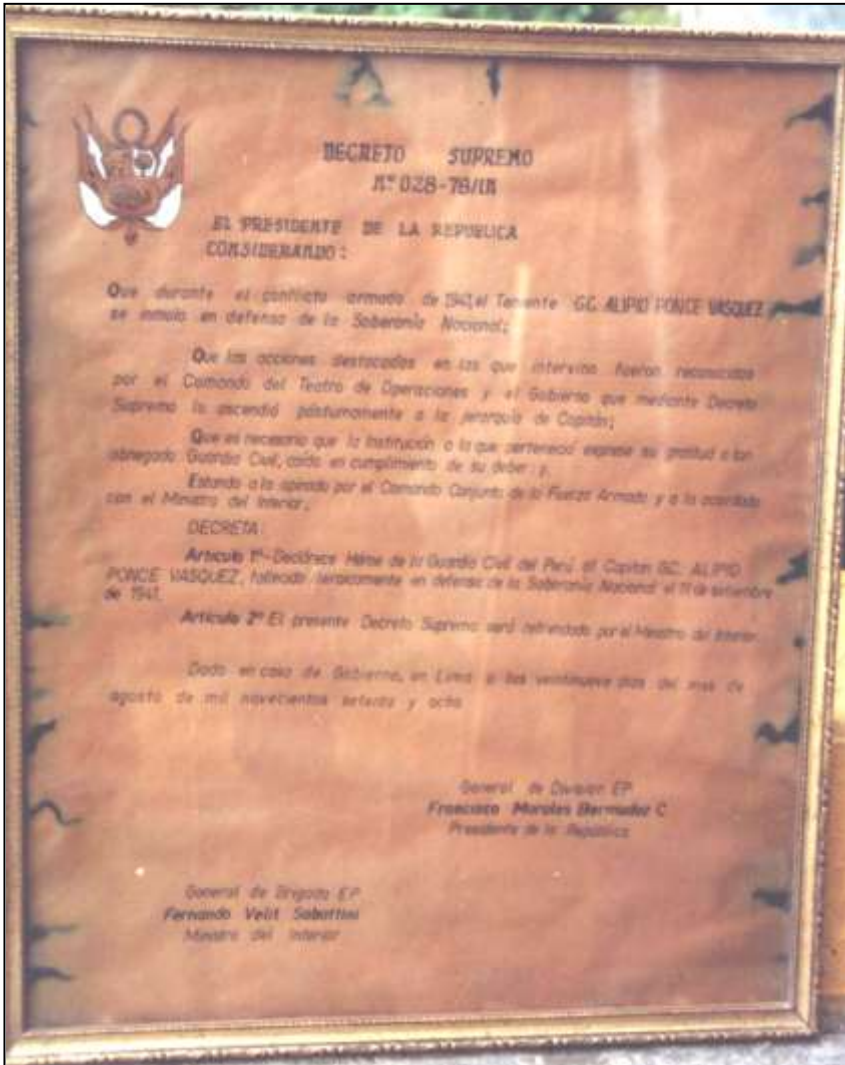 DECRETO SUPREMO
Nº 028-78/IN
EL PRESIDENTE DE LA REPUBLICA
CONSIDERANDO:
Que durante el conflicto armado de 1941, el Teniente GC. ALIPIO PONCE VASQUEZ
se inmola en defensa de la Soberanía Nacional;
Que las acciones destacadas en las que intervino fueron reconocidas
por el Comando del Teatro de Operaciones y el Gobierno que mediante Decreto
Supremo lo ascendió póstumamente a la jerarquía de Capitán;
Que es necesario que la Institución a la que perteneció exprese su gratitud a tan
abnegado Guardia Civil, caído en cumplimiento de su deber; y,
Estando a lo opinado por el Comando Conjunto de la Fuerza Armada y a lo acordado
con el Ministro del Interior;
DECRETA:
Artículo 1º- Declárece Héroe de la Guardia Civil del Perú al Capitán GC. ALIPIO
PONCE VASQUEZ, fallecido heroicamente en defensa de la Soberanía Nacional el 11 de setiembre
de 1941.
Artículo 2º El presente Decreto Supremo será refrendado por el Ministro del Interior.
Dado en casa de Gobierno, en Lima a los veintinueve días del mes de
agosto de mil novecientos setenta y ocho
General de División EP
Francisco Morales Bermudez C
Presidente de la República
General de Brigada EP
Fernando Velit Sabattini
Ministro del Interior